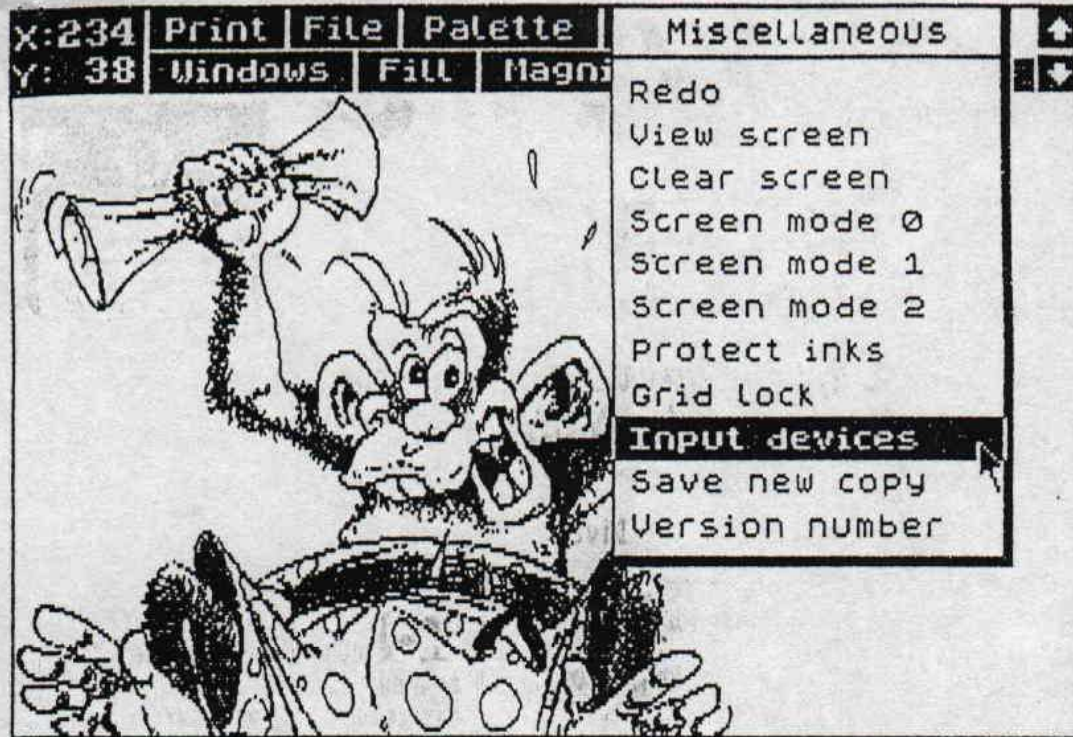 X:234 Print File Palette
Y: 38 Windows Fill Magni
Miscellaneous
Redo
View screen
Clear screen
Screen mode 0
Screen mode 1
Screen mode 2
Protect inks
Grid lock
Input devices
Save new copy
Version number